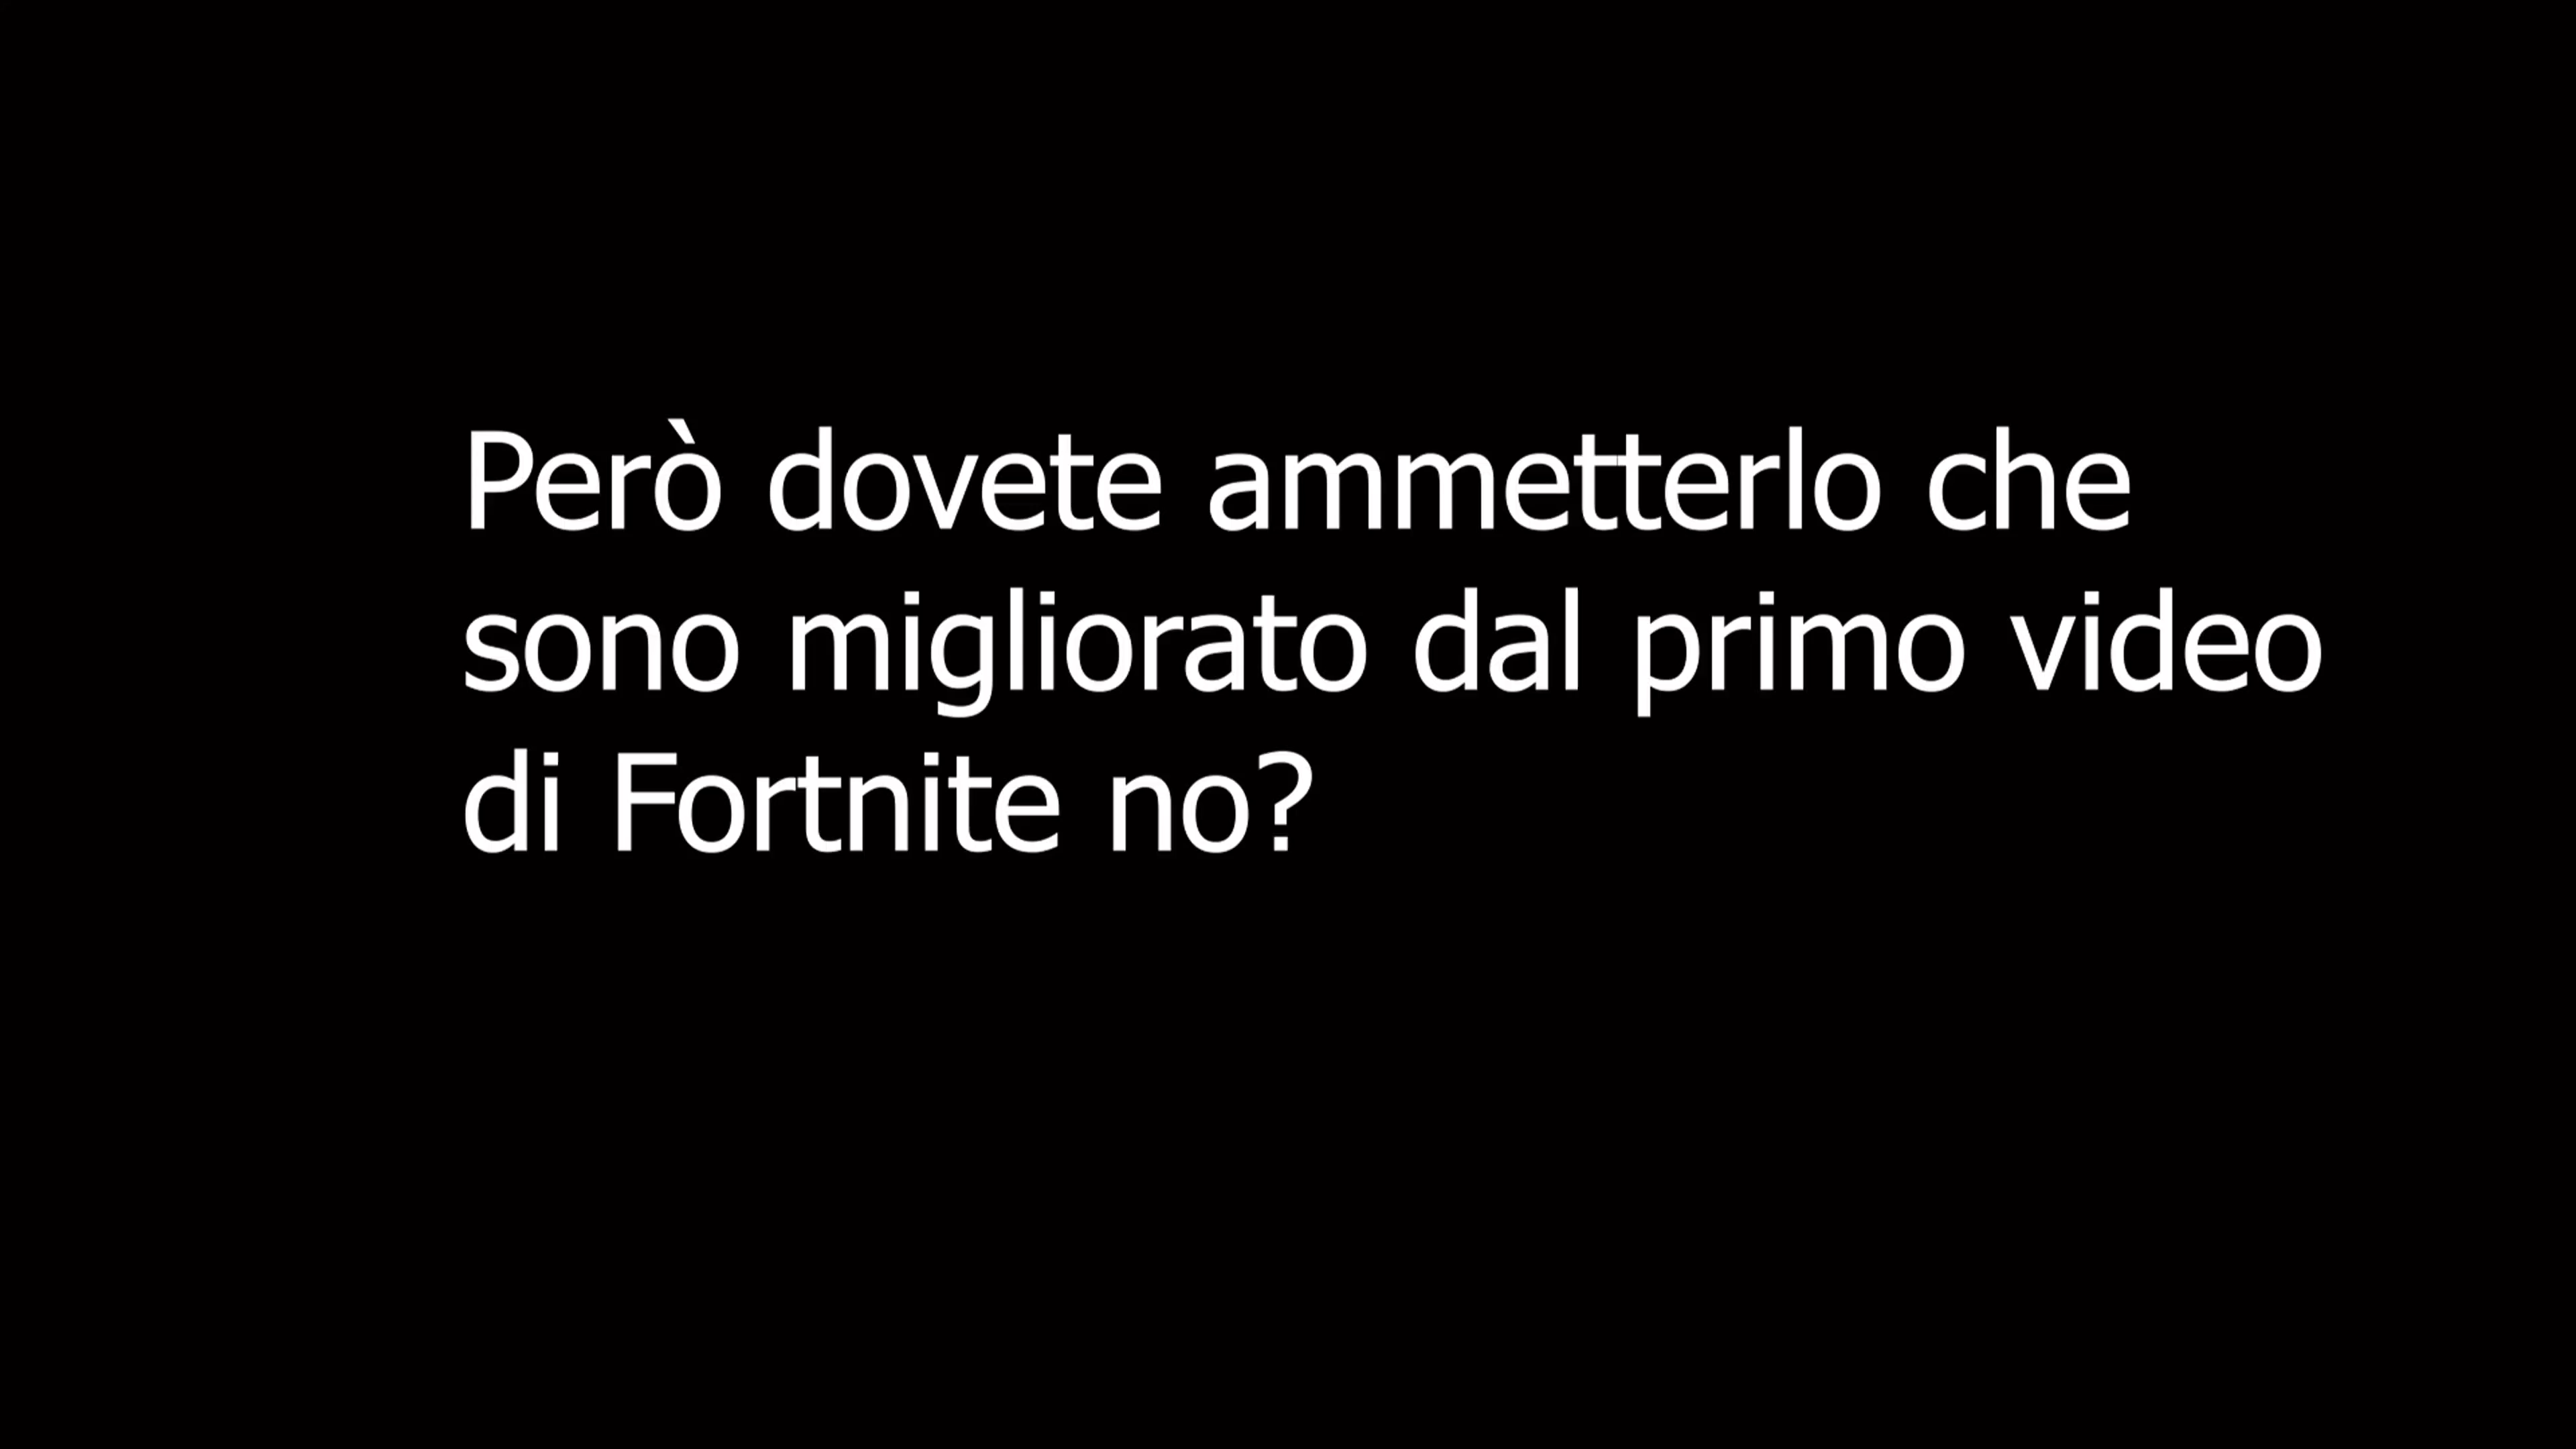 Però dovete ammetterlo che
sono migliorato dal primo video
di Fortnite no?